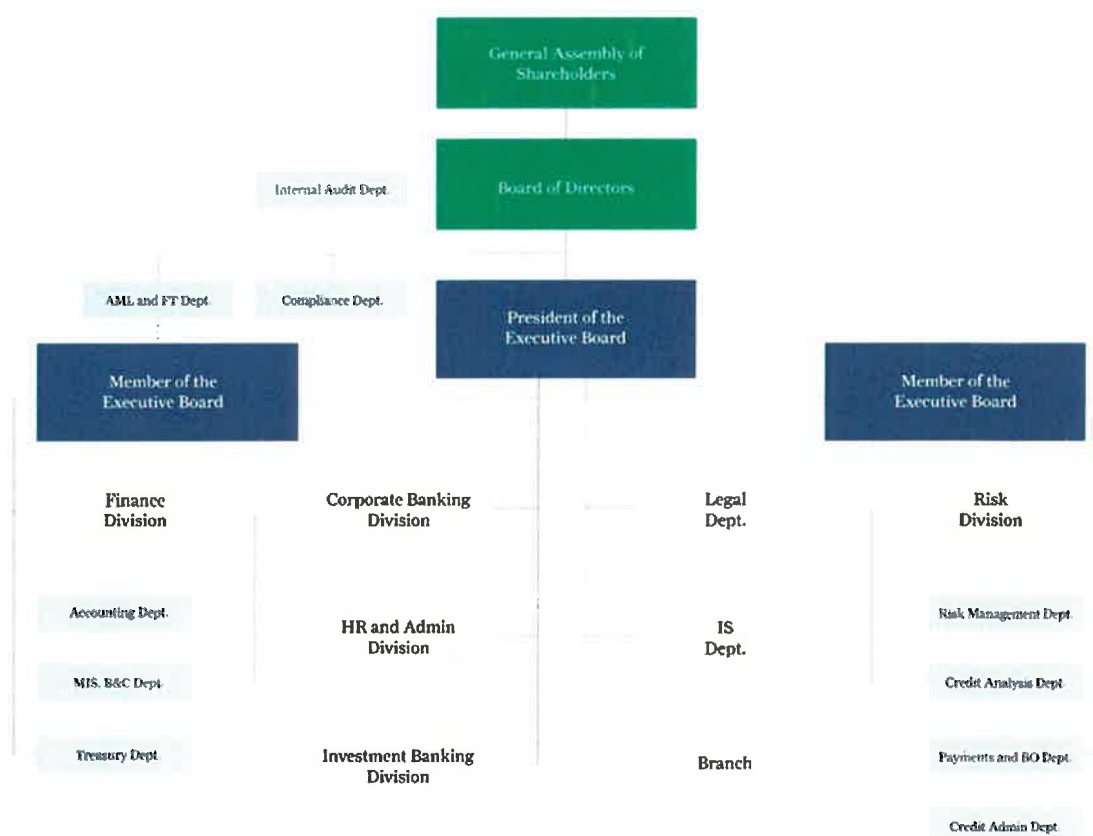 General Assembly of
Shareholders
Internal Audit Dept.
Board of Directors
AML and FT Dept.
Compliance Dept.
President of the
Executive Board
Member of the
Executive Board
Member of the
Executive Board
Finance
Division
Corporate Banking
Division
Legal
Dept.
Risk
Division
Accounting Dept.
HR and Admin
Division
IS
Dept.
Risk Management Dept.
MIS, B&C Dept.
Credit Analysis Dept.
Treasury Dept.
Investment Banking
Division
Branch
Payments and BO Dept.
Credit Admin Dept.